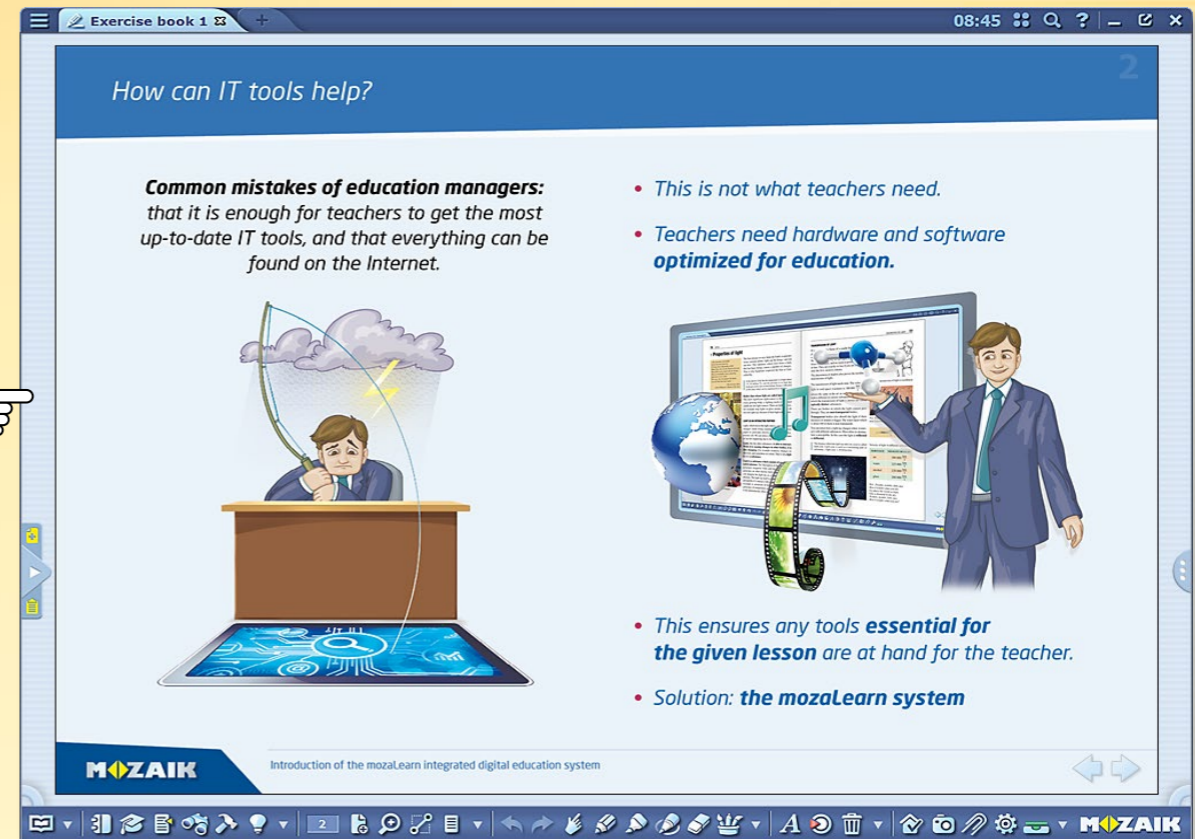 Exercise book 1
08:45
2
How can IT tools help?
Common mistakes of education managers:
that it is enough for teachers to get the most
up-to-date IT tools, and that everything can be
found on the Internet.
• This is not what teachers need.
• Teachers need hardware and software
optimized for education.
Properties of light
• This ensures any tools essential for
the given lesson are at hand for the teacher.
• Solution: the mozaLearn system
MOZAIK
Introduction of the mozaLearn integrated digital education system
2
MOZAIK